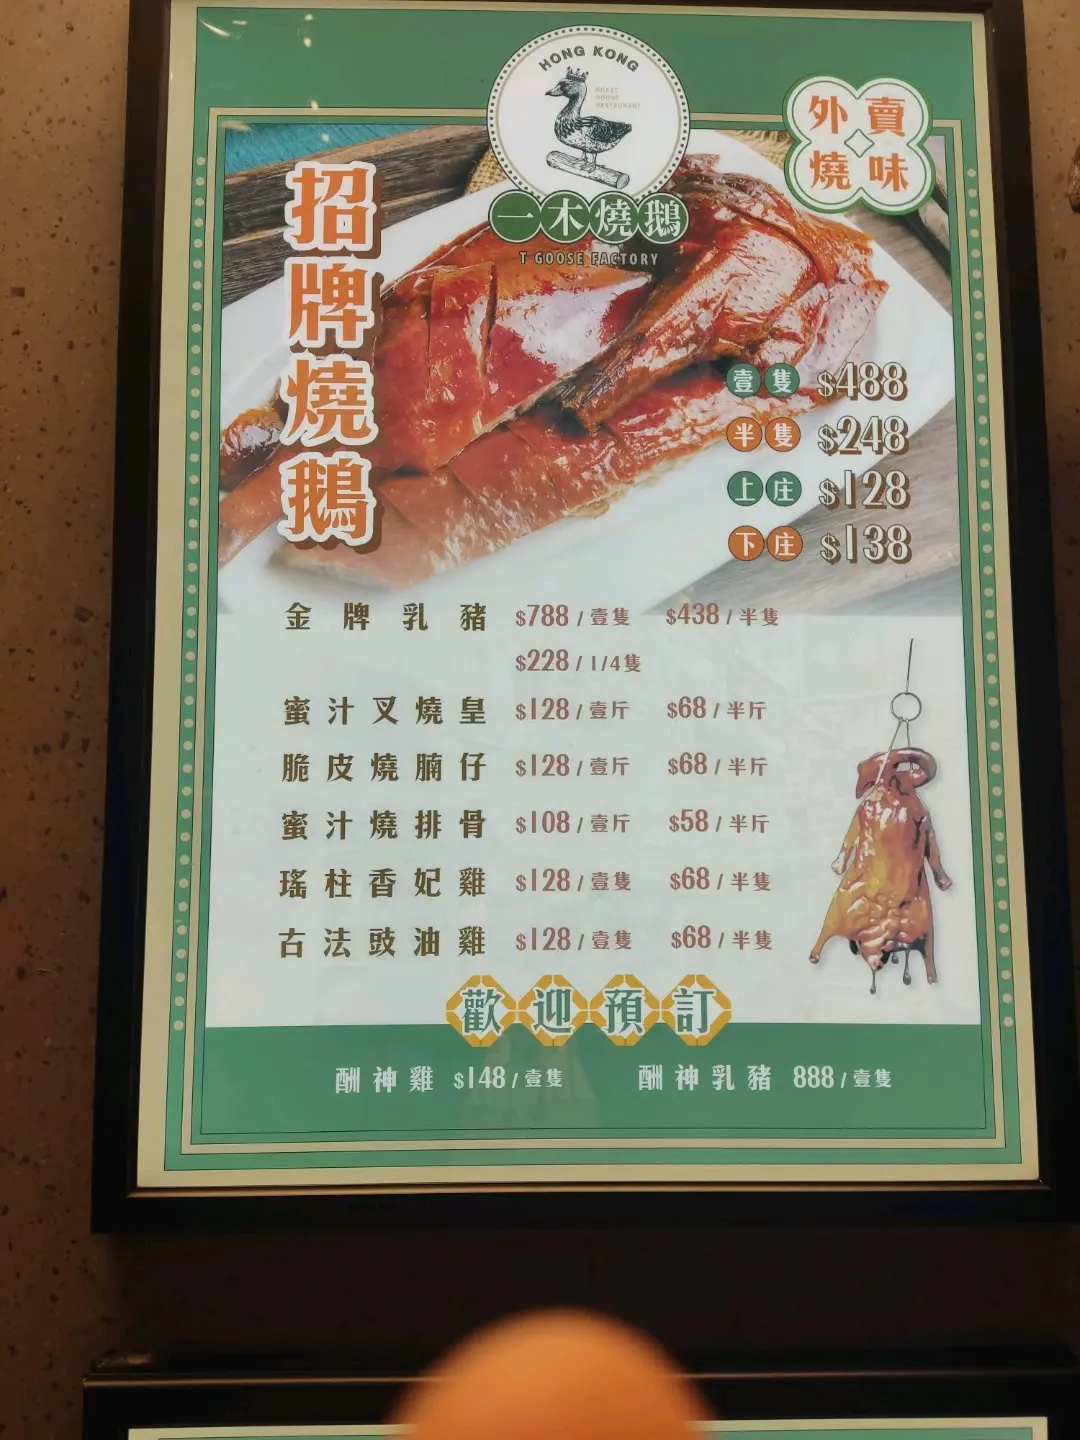 HONG KONG
ROAST
GOOSE
RESTAURANT
一木燒鵝
T GOOSE FACTORY
外賣
燒味
招牌燒鵝
壹隻 $488
半隻 $248
上庄 $128
下庄 $138
金牌乳豬 $788/壹隻 $438/半隻
$228/1/4隻
蜜汁叉燒皇 $128/壹斤 $68/半斤
脆皮燒腩仔 $128/壹斤 $68/半斤
蜜汁燒排骨 $108/壹斤 $58/半斤
瑤柱香妃雞 $128/壹隻 $68/半隻
古法豉油雞 $128/壹隻 $68/半隻
歡迎預訂
酬神雞 $148/壹隻 酬神乳豬 888/壹隻